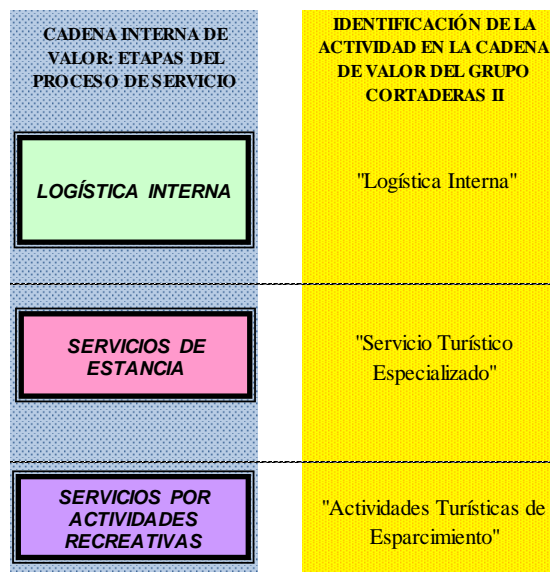 CADENA INTERNA DE
VALOR: ETAPAS DEL
PROCESO DE SERVICIO
IDENTIFICACIÓN DE LA
ACTIVIDAD EN LA CADENA
DE VALOR DEL GRUPO
CORTADERAS II
LOGÍSTICA INTERNA
"Logística Interna"
SERVICIOS DE
ESTANCIA
"Servicio Turístico
Especializado"
SERVICIOS POR
ACTIVIDADES
RECREATIVAS
"Actividades Turísticas de
Esparcimiento"